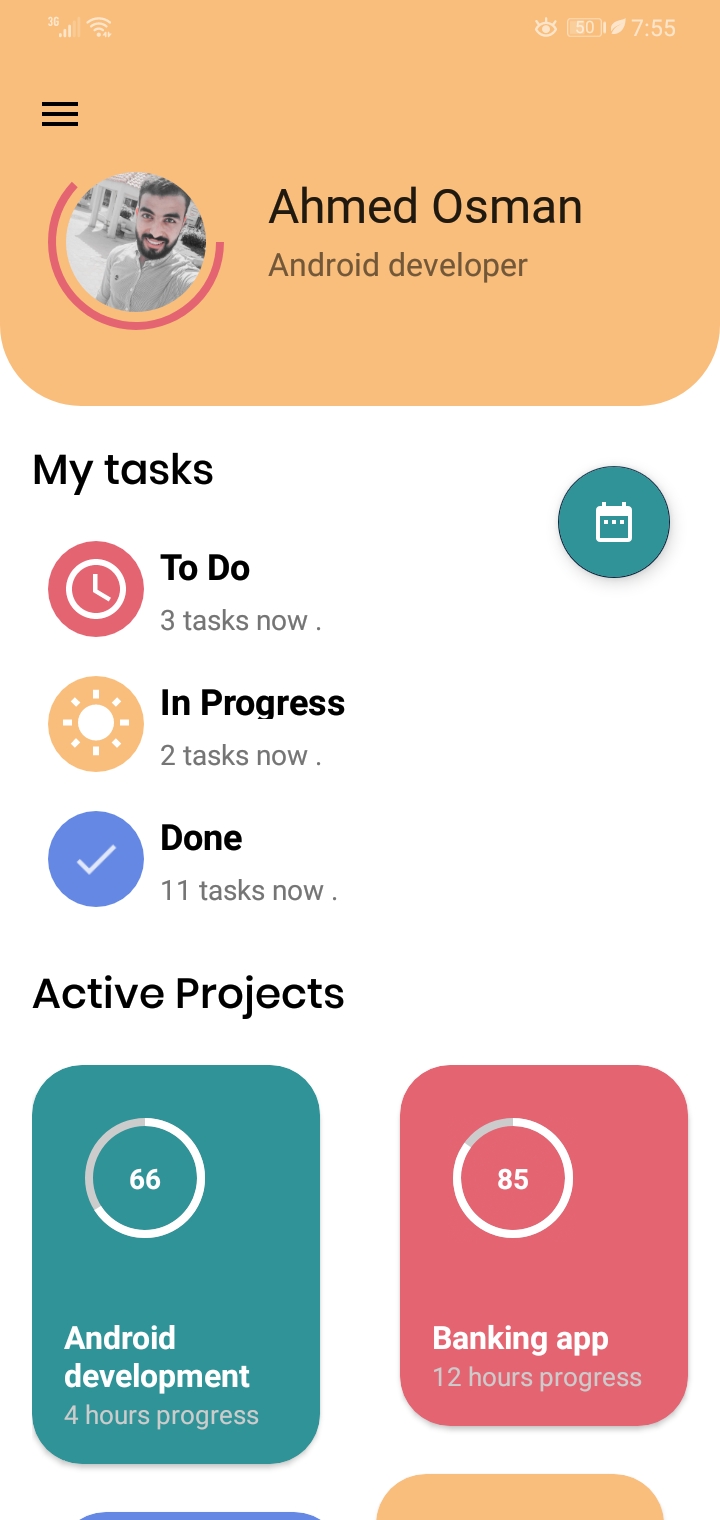 3G 50 7:55
Ahmed Osman
Android developer
My tasks
To Do
3 tasks now .
In Progress
2 tasks now .
Done
11 tasks now .
Active Projects
66
Android
development
4 hours progress
85
Banking app
12 hours progress